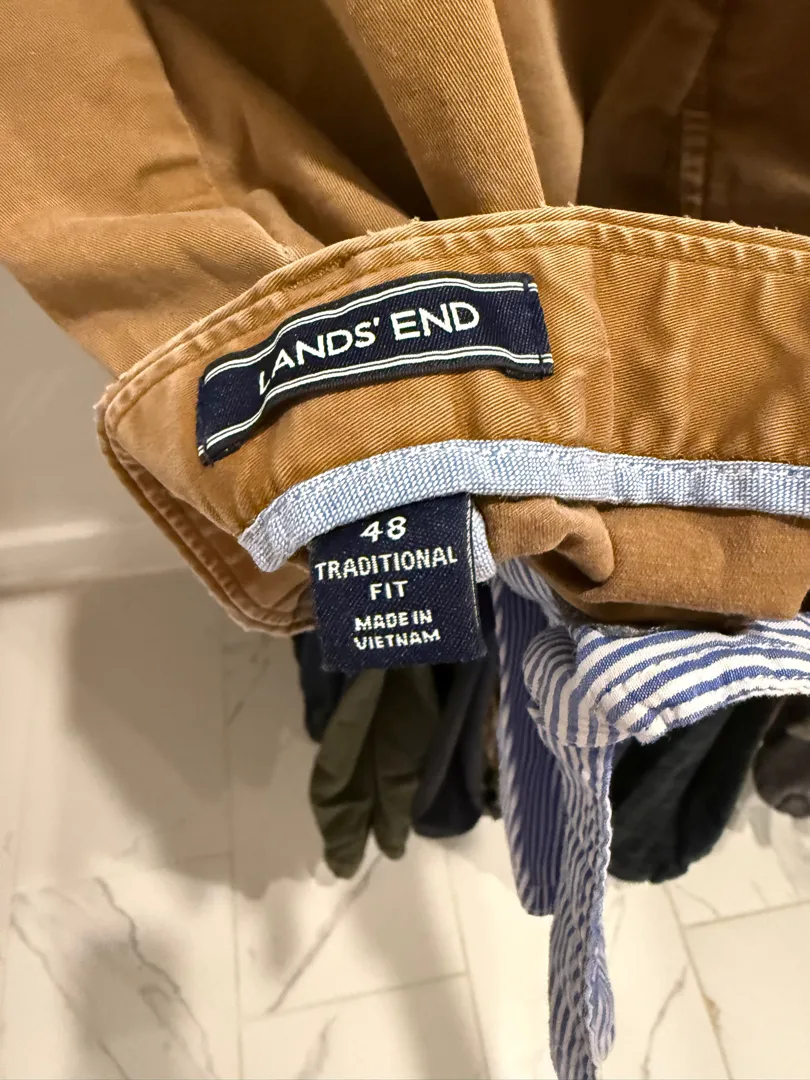 LANDS' END
48
TRADITIONAL
FIT
MADE IN
VIETNAM